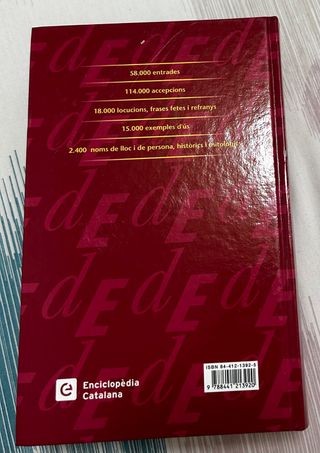 58.000 entrades
114.000 accepcions
18.000 locucions, frases fetes i refranys
15.000 exemples d'ús
2.400 noms de lloc i de persona, històrics i mitològics
ISBN 84-412-1392-5
9 788441 213920
e Enciclopèdia
Catalana